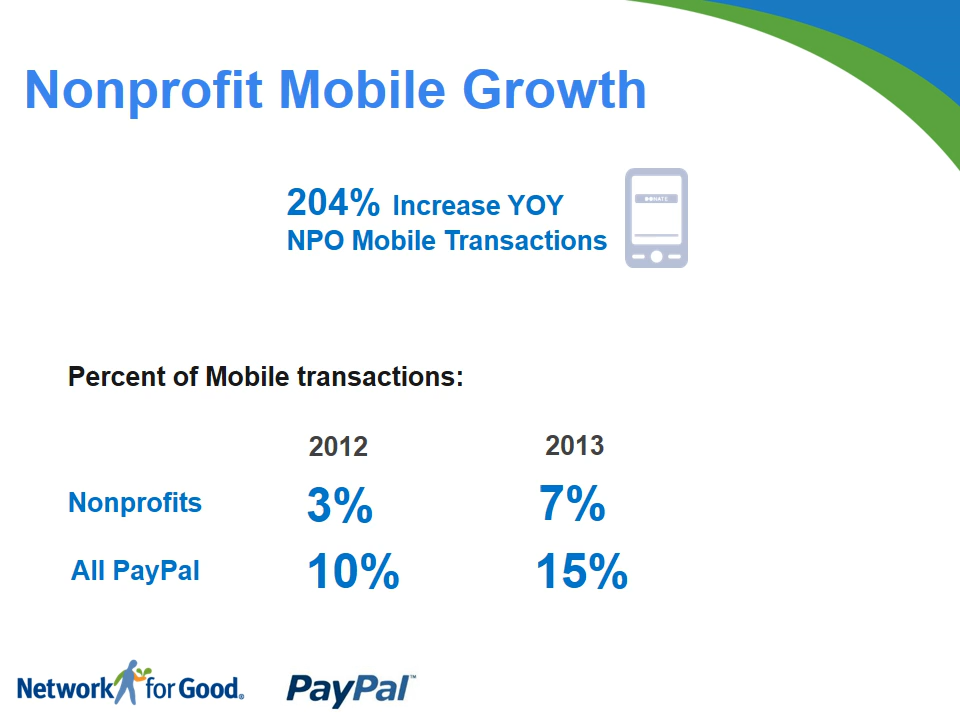 Nonprofit Mobile Growth
204% Increase YOY
NPO Mobile Transactions
DONATE
Percent of Mobile transactions:
2012 2013
Nonprofits 3% 7%
All PayPal 10% 15%
Network for Good®
PayPal™